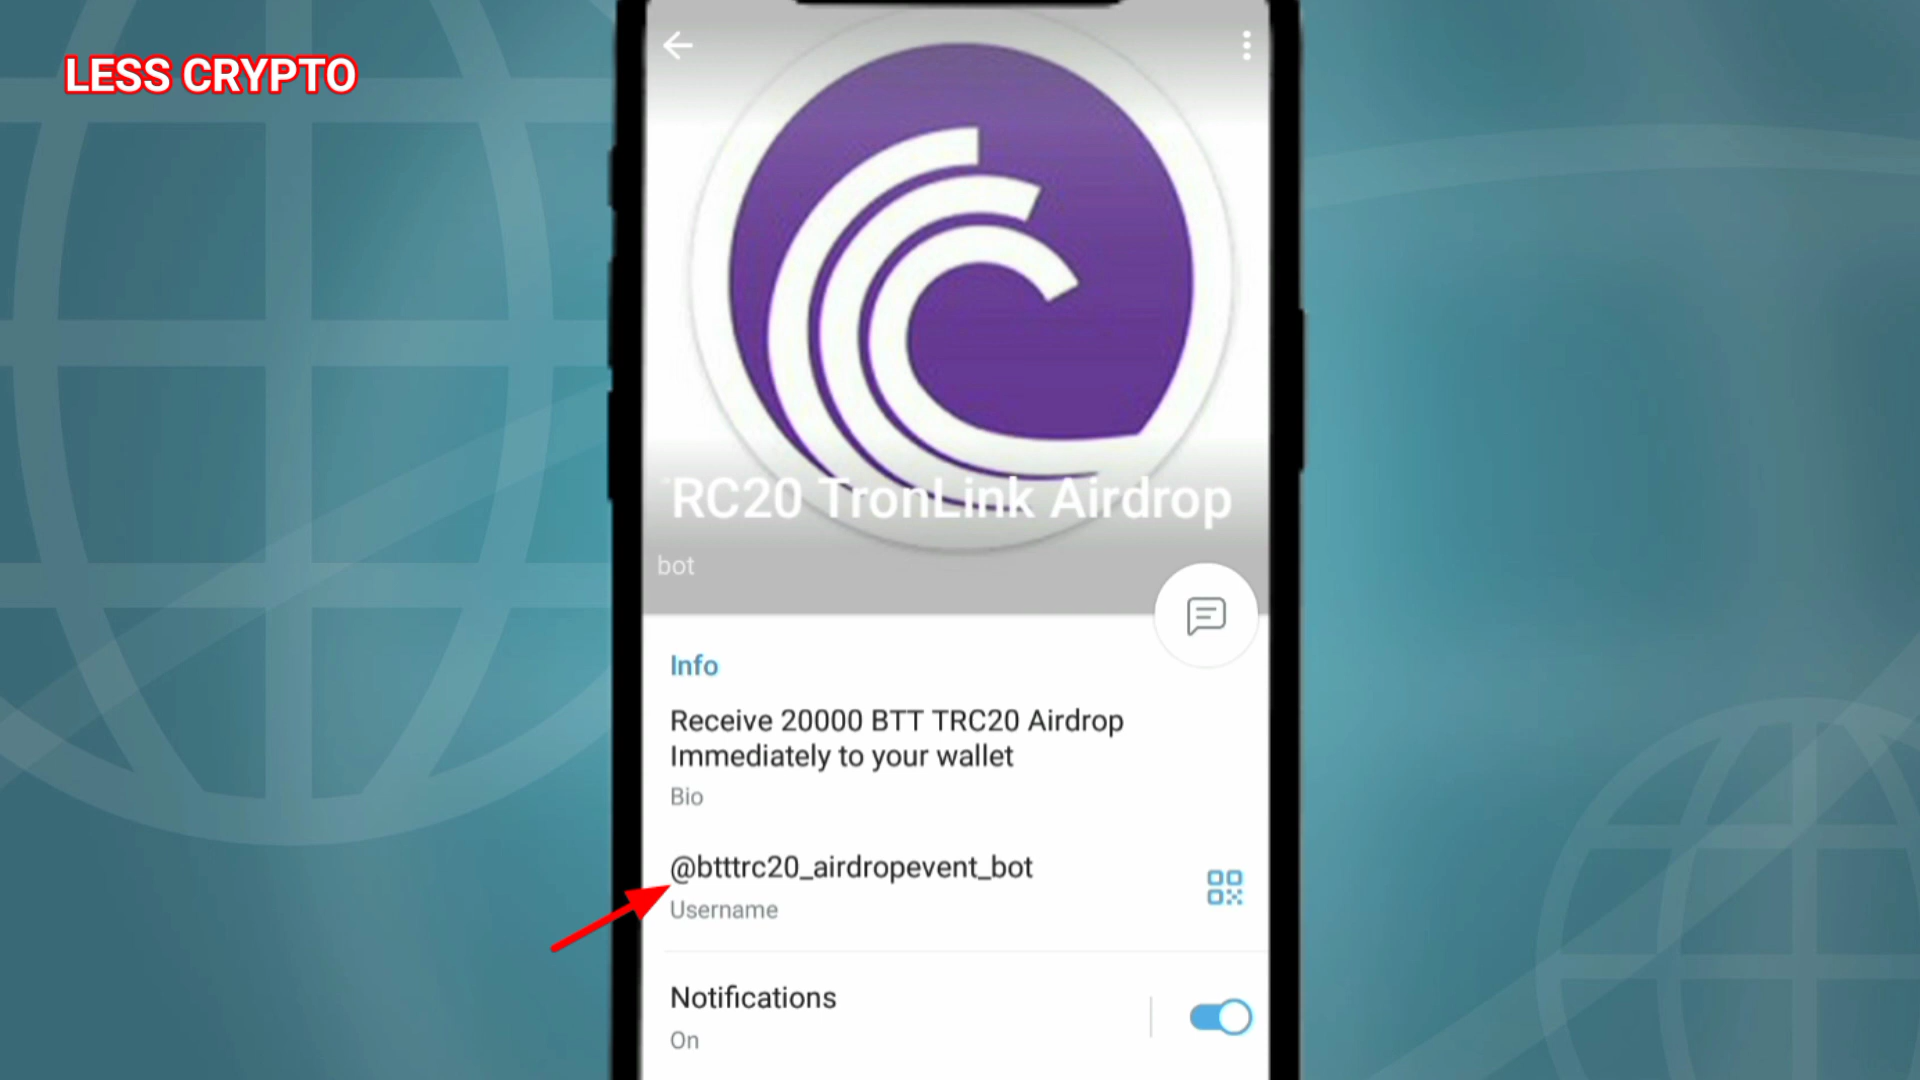 LESS CRYPTO
RC20 TronLink Airdrop
bot
Info
Receive 20000 BTT TRC20 Airdrop
Immediately to your wallet
Bio
@btttrc20_airdropevent_bot
Username
Notifications
On